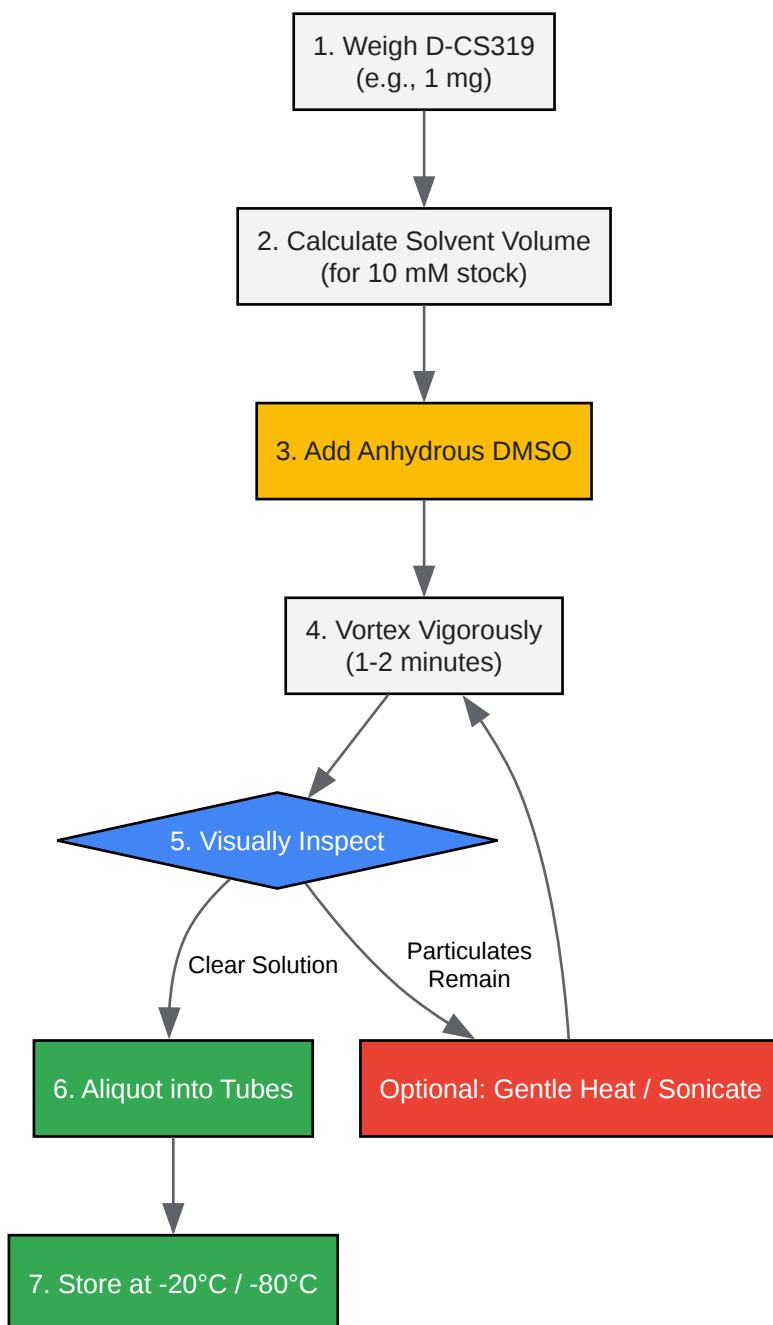 1. Weigh D-CS319
(e.g., 1 mg)
2. Calculate Solvent Volume
(for 10 mM stock)
3. Add Anhydrous DMSO
4. Vortex Vigorously
(1-2 minutes)
5. Visually Inspect
Clear Solution
Particulates
Remain
6. Aliquot into Tubes
Optional: Gentle Heat / Sonicate
7. Store at -20°C / -80°C